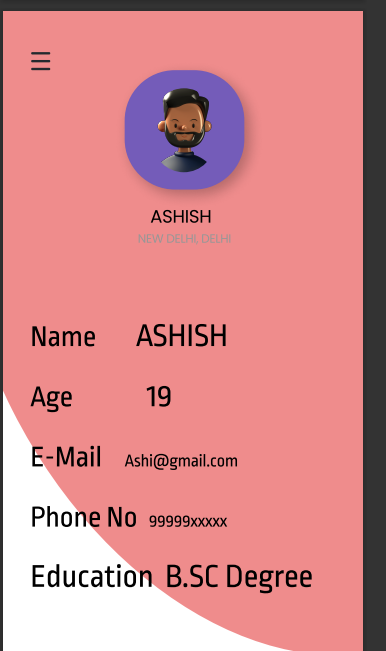 ASHISH
NEW DELHI, DELHI
Name ASHISH
Age 19
E-Mail Ashi@gmail.com
Phone No 99999xxxxx
Education B.SC Degree